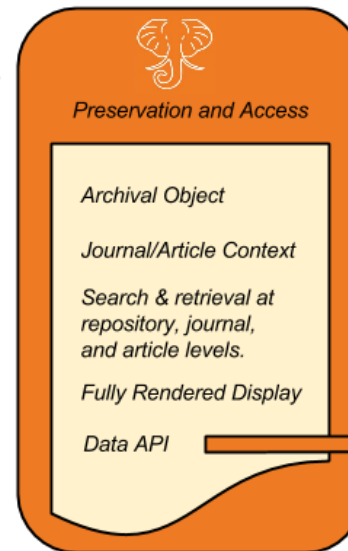 Preservation and Access
Archival Object
Journal/Article Context
Search & retrieval at
repository, journal,
and article levels.
Fully Rendered Display
Data API